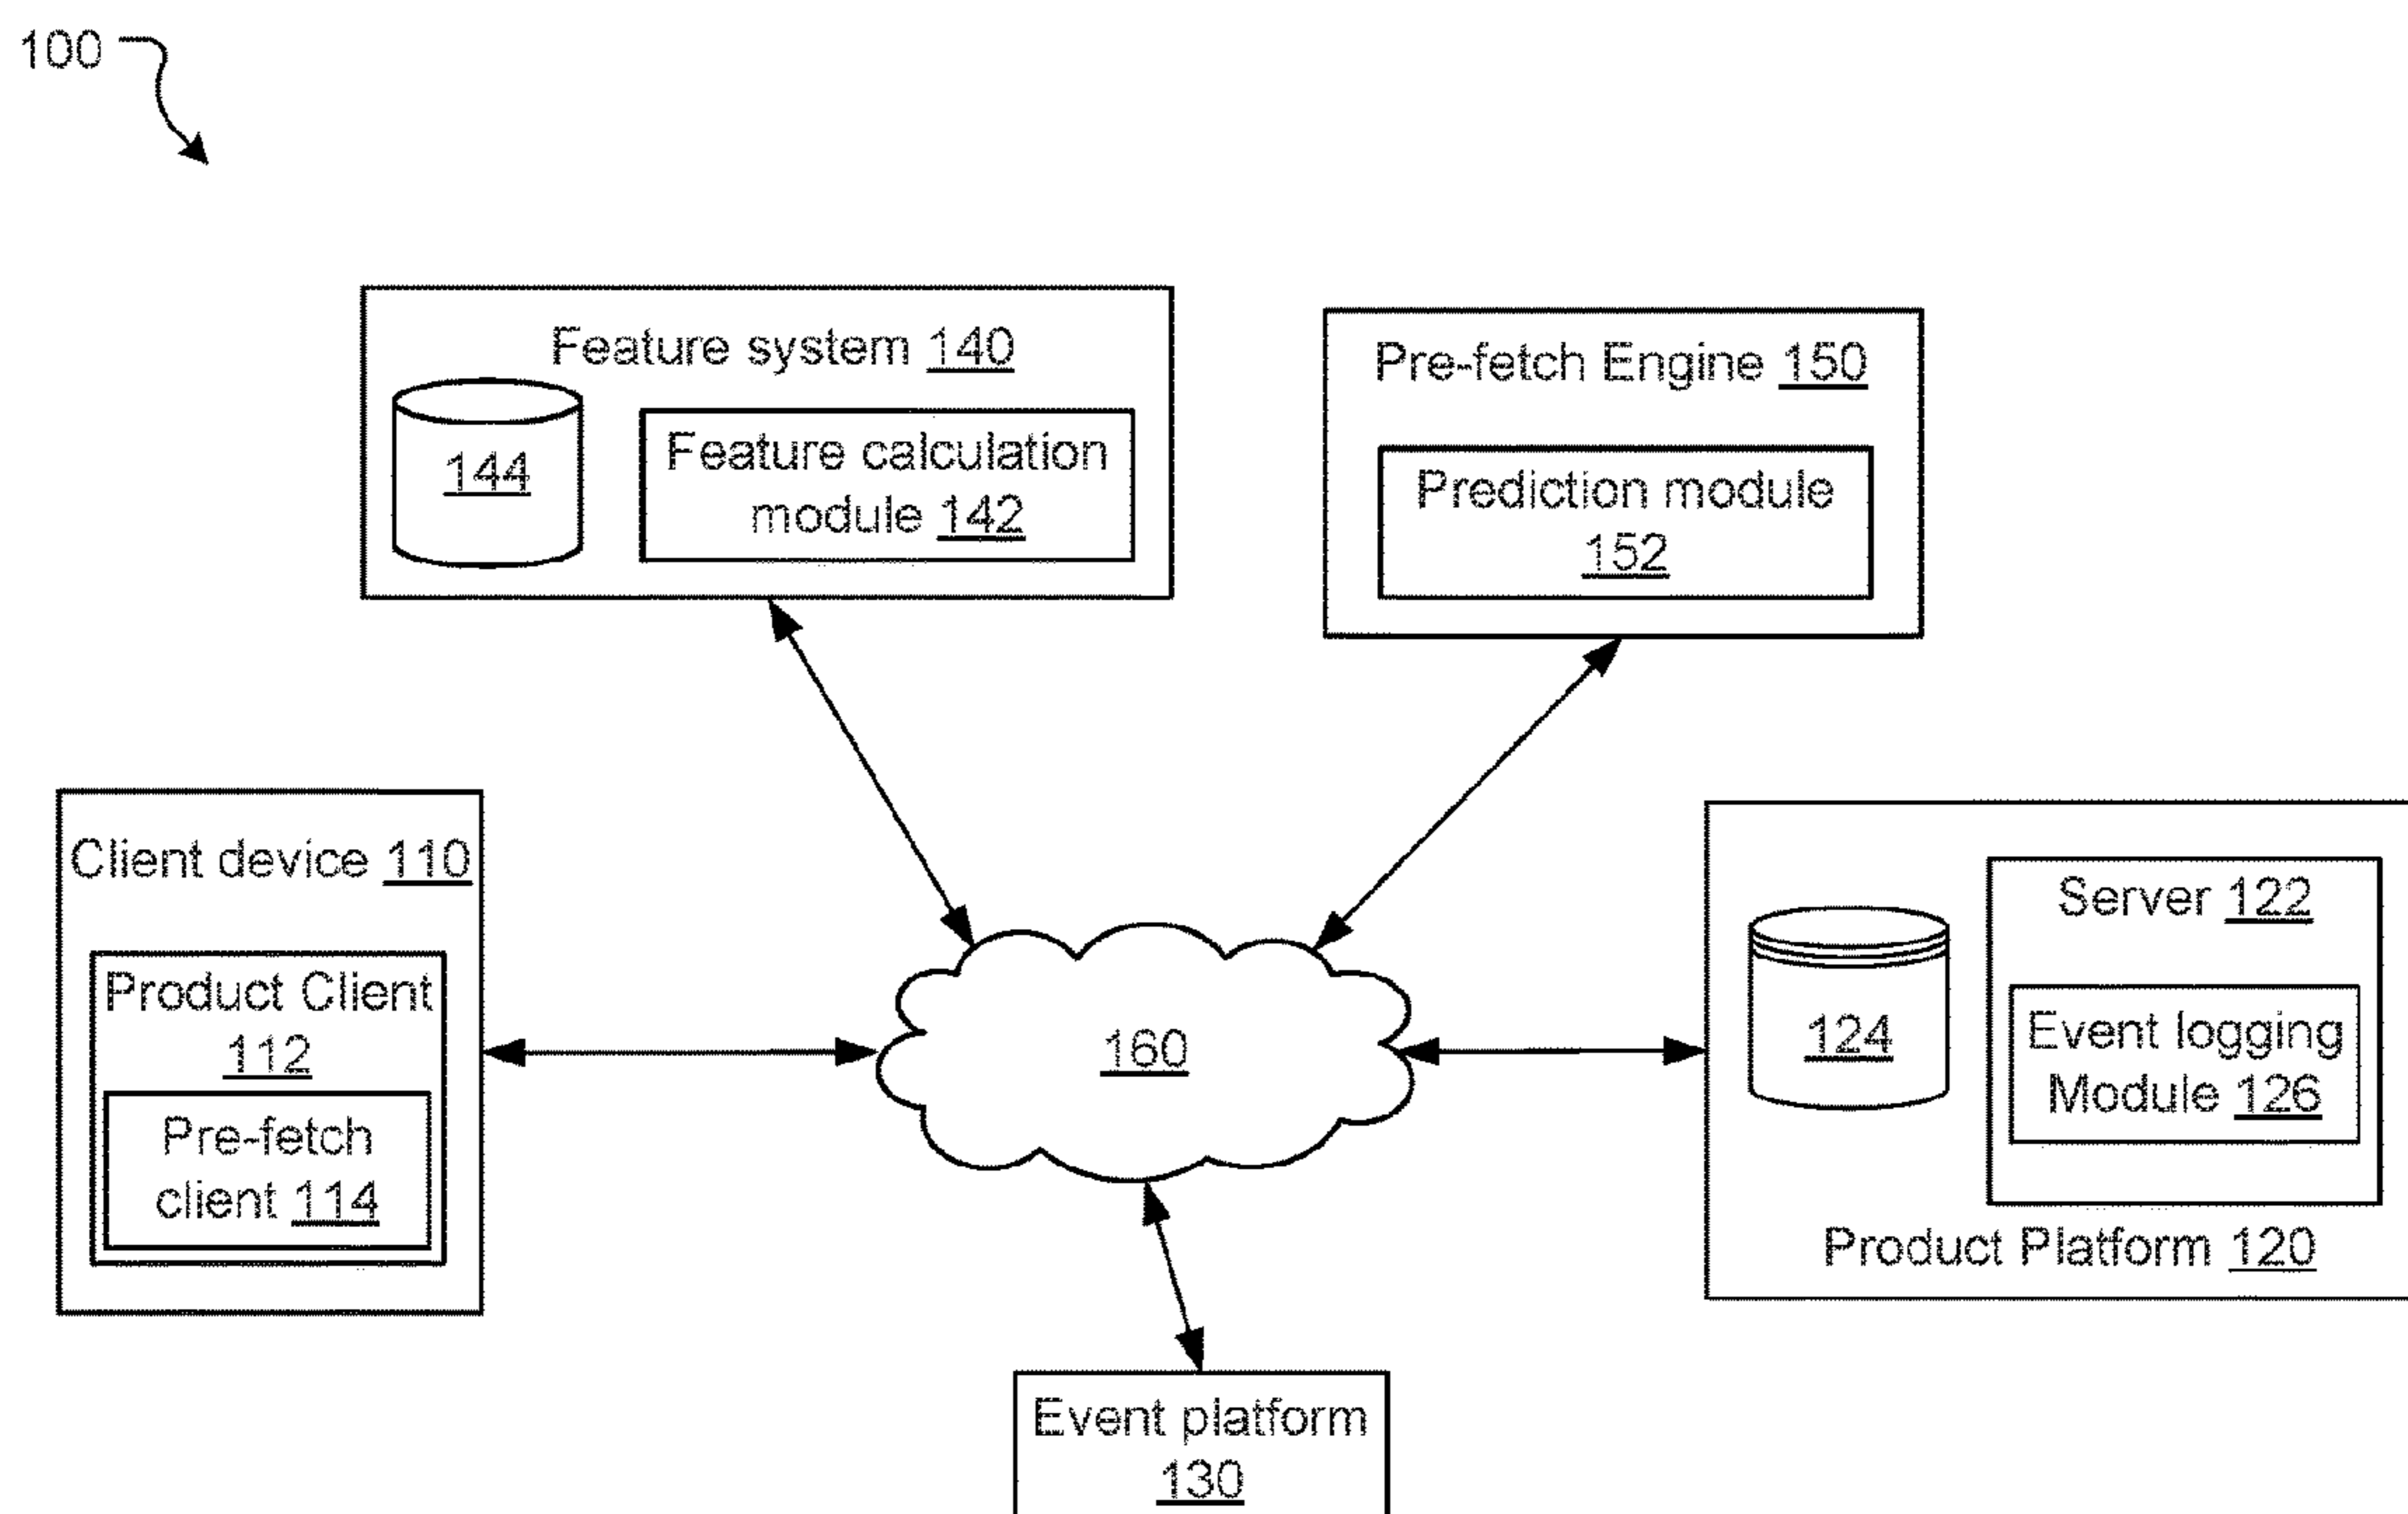 100
Feature system 140
144
Feature calculation
module 142
Pre-fetch Engine 150
Prediction module
152
Client device 110
Product Client
112
Pre-fetch
client 114
160
124
Server 122
Event logging
Module 126
Product Platform 120
Event platform
130